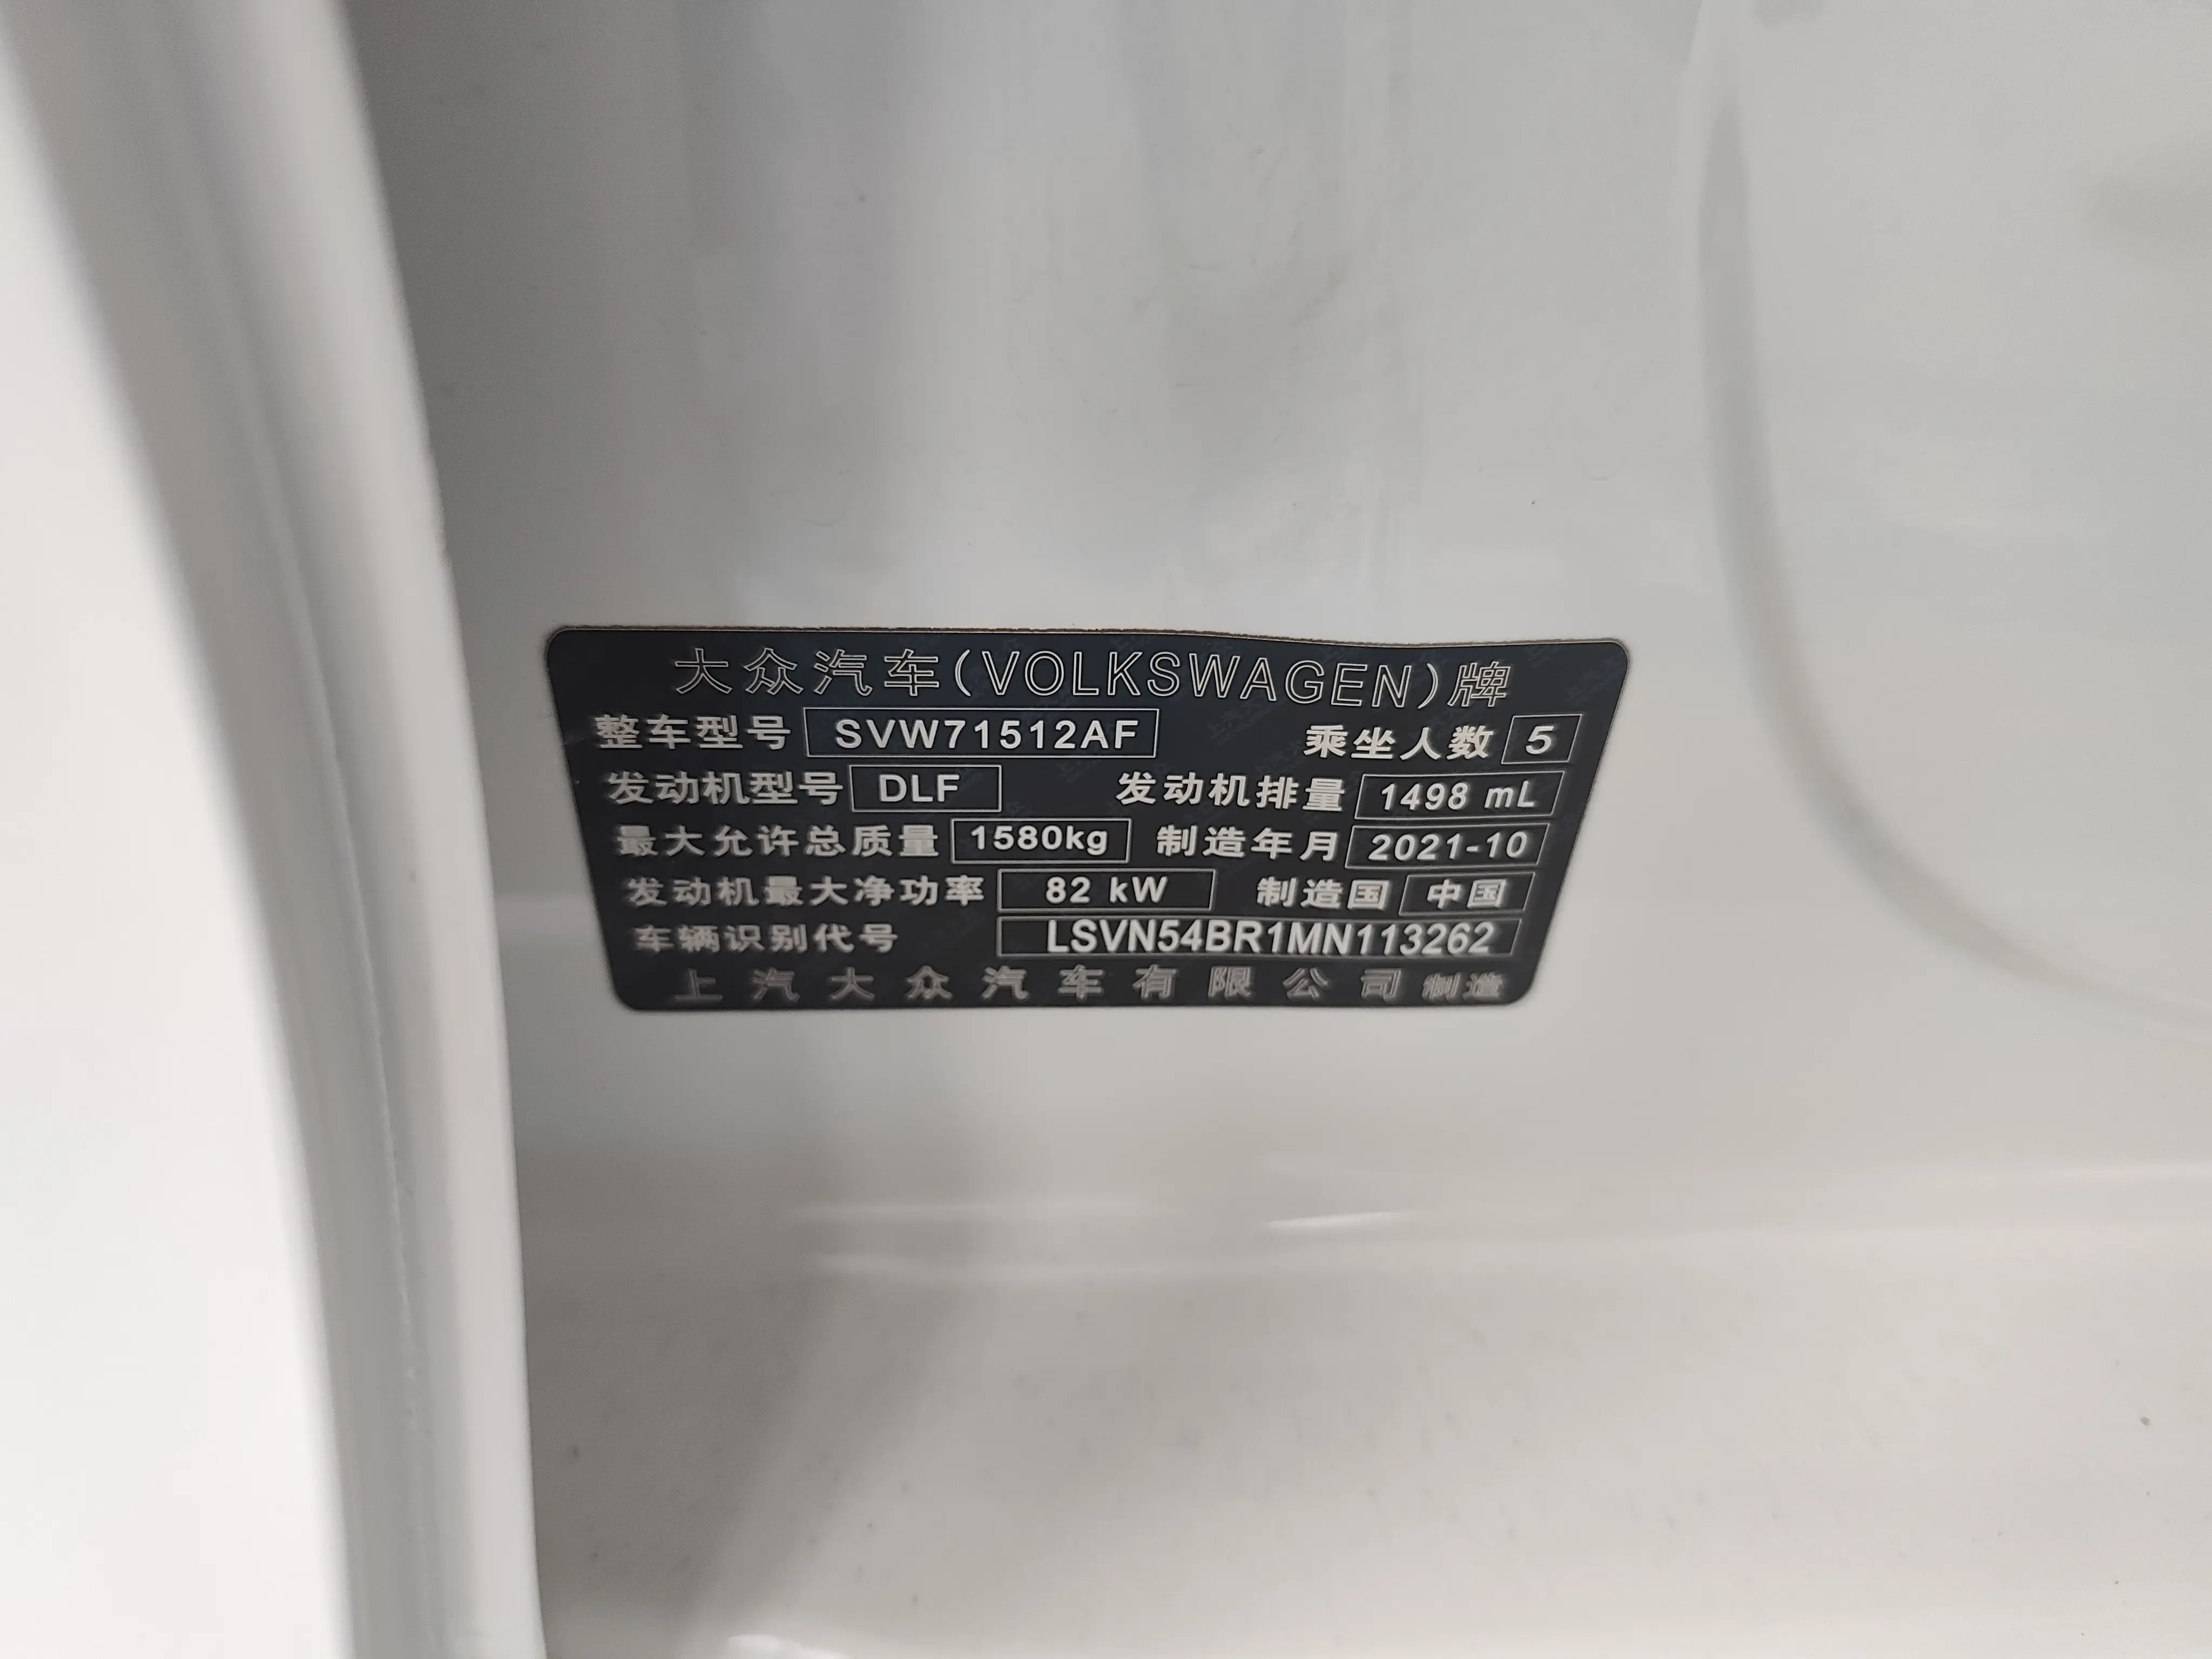 大众汽车(VOLKSWAGEN)牌
整车型号 SVW71512AF 乘坐人数 5
发动机型号 DLF 发动机排量 1498 mL
最大允许总质量 1580kg 制造年月 2021-10
发动机最大净功率 82 kW 制造国 中国
车辆识别代号 LSVN54BR1MN113262
上汽大众汽车有限公司 制造